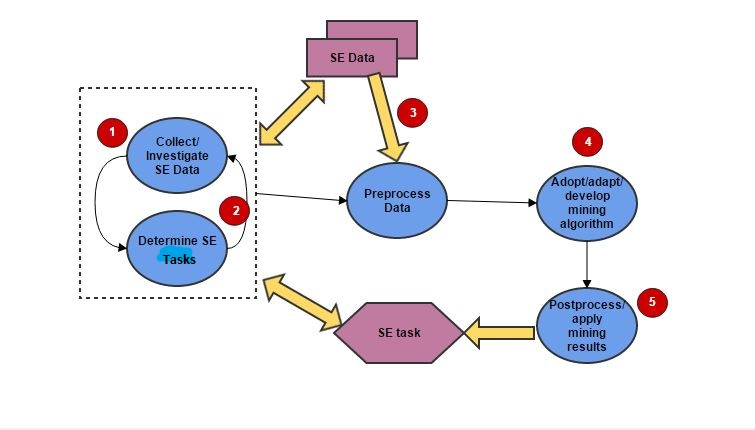 SE Data
1
Collect/
Investigate
SE Data
2
Determine SE
Tasks
3
Preprocess
Data
4
Adopt/adapt/
develop
mining
algorithm
5
Postprocess/
apply
mining
results
SE task